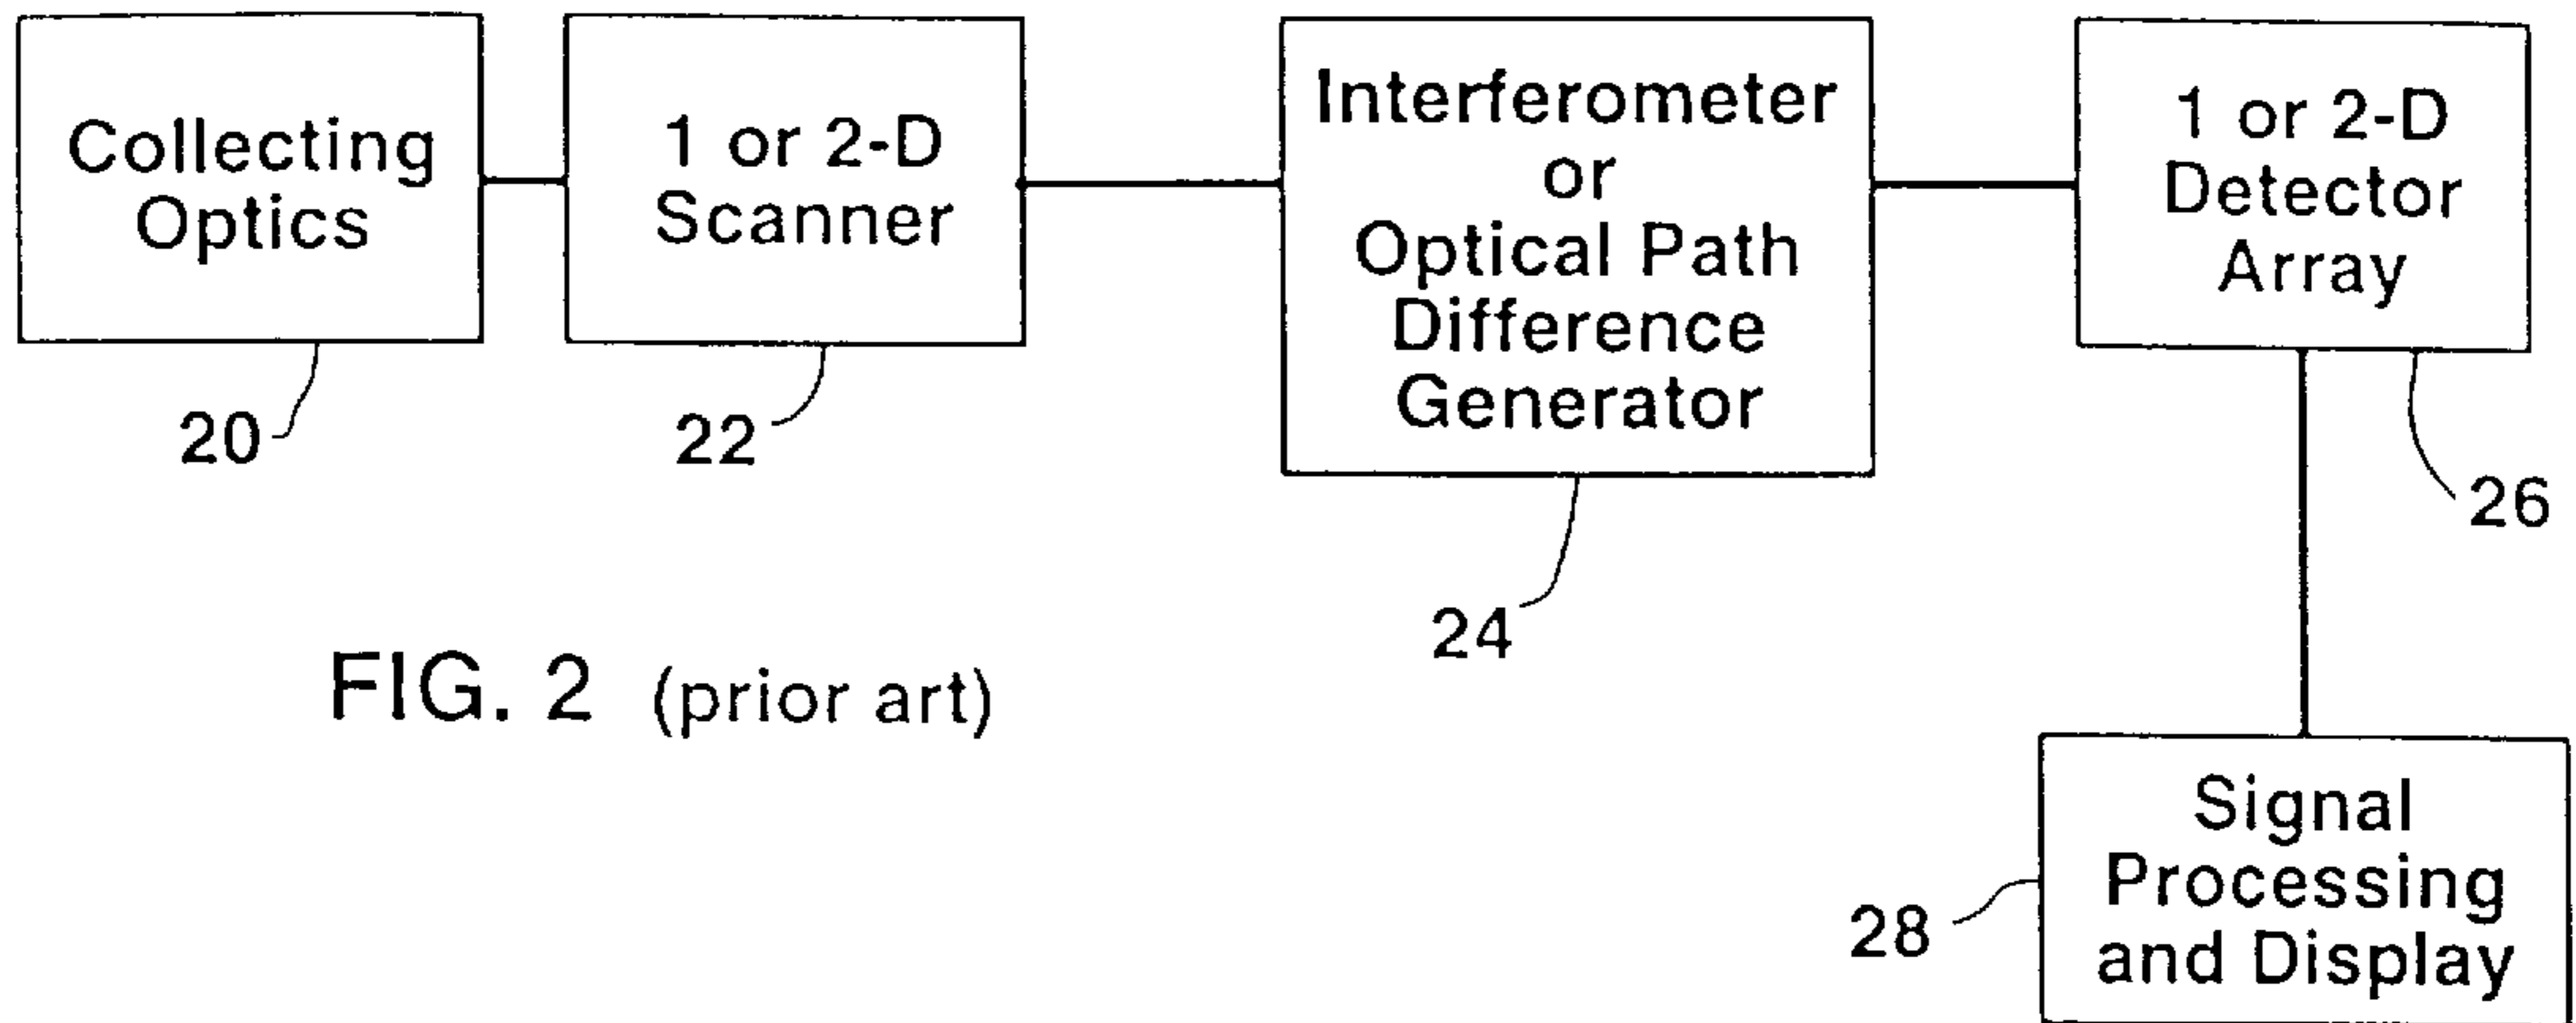 Collecting
Optics
20
1 or 2-D
Scanner
22
Interferometer
or
Optical Path
Difference
Generator
24
1 or 2-D
Detector
Array
26
Signal
Processing
and Display
28
FIG. 2 (prior art)